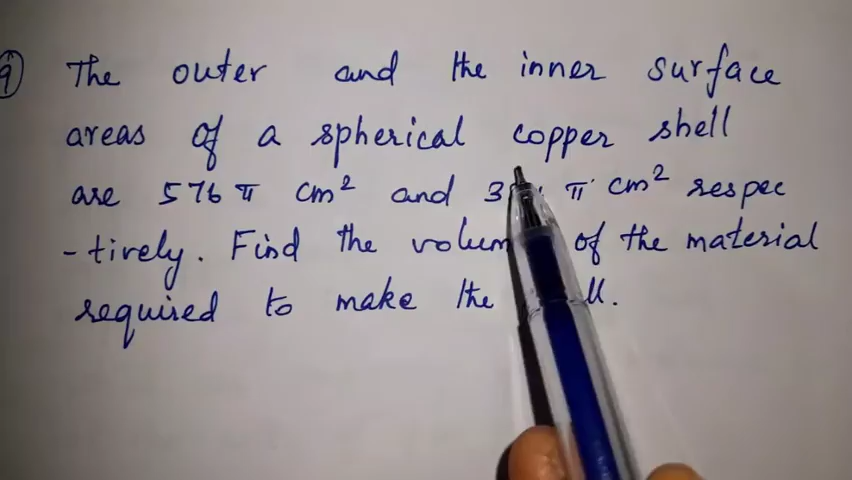 9 The outer and the inner surface
areas of a spherical copper shell
are 576 π cm² and π cm² respec
-tively. Find the of the material
required to make the